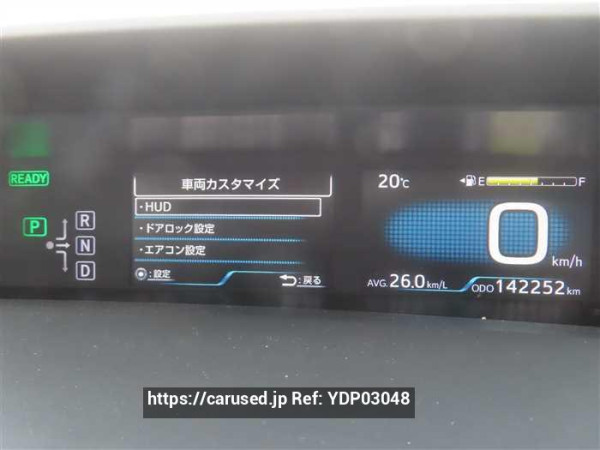 READY
P
R
N
D
車両カスタマイズ
・HUD
・ドアロック設定
・エアコン設定
:設定
:戻る
20℃
E F
0
km/h
AVG. 26.0 km/L
ODO 142252 km
https://carused.jp Ref: YDP03048